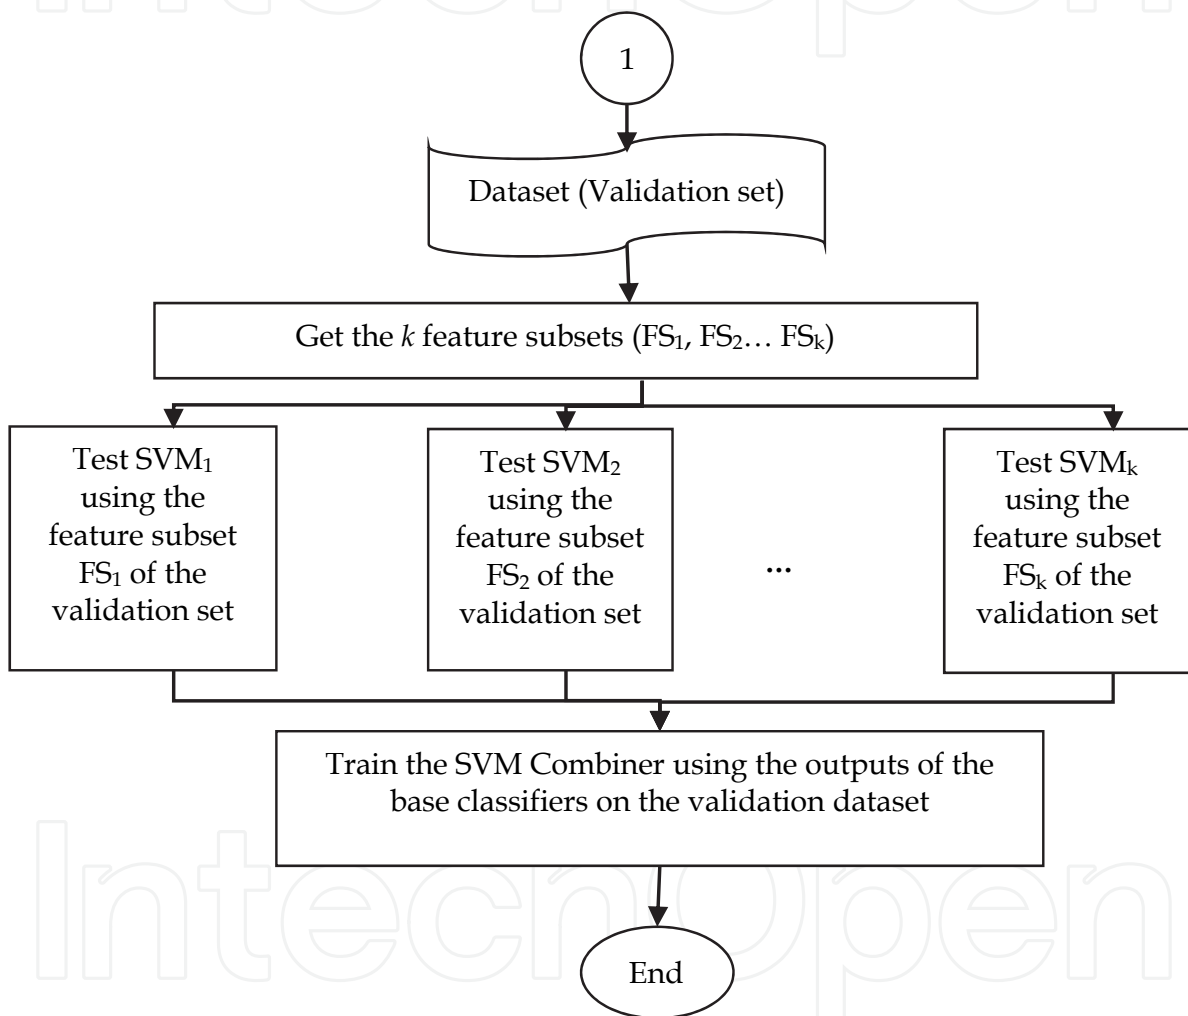 IntechOpen
1
Dataset (Validation set)
Get the k feature subsets (FS₁, FS₂… FSₖ)
Test SVM₁
using the
feature subset
FS₁ of the
validation set
Test SVM₂
using the
feature subset
FS₂ of the
validation set
...
Test SVMₖ
using the
feature subset
FSₖ of the
validation set
Train the SVM Combiner using the outputs of the
base classifiers on the validation dataset
IntechOpen
End